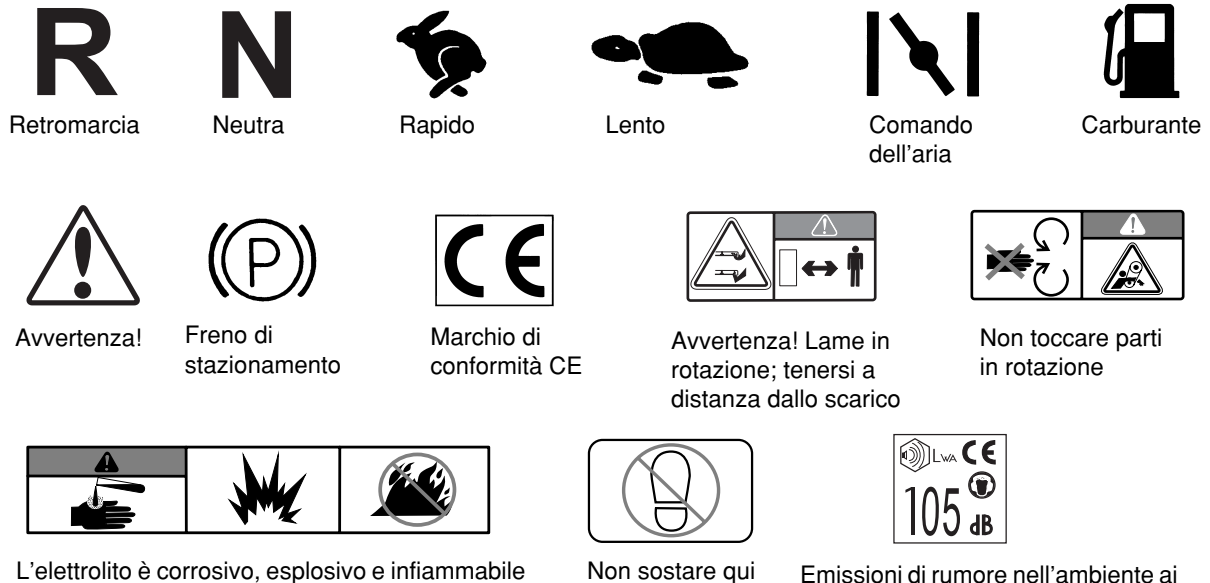 R N
Retromarcia Neutra Rapido Lento Comando Carburante
dell'aria
P CE
Avvertenza! Freno di Marchio di Avvertenza! Lame in Non toccare parti
stazionamento conformità CE rotazione; tenersi a in rotazione
distanza dallo scarico
LWA CE
105 dB
L'elettrolito è corrosivo, esplosivo e infiammabile Non sostare qui Emissioni di rumore nell'ambiente ai